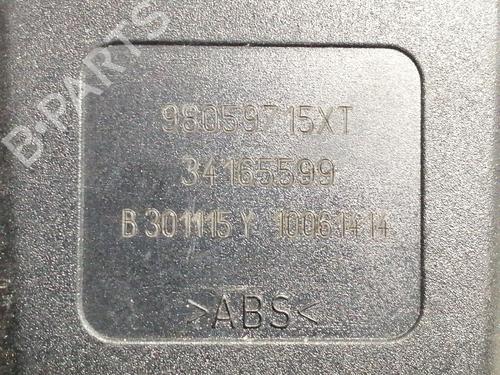 B-PARTS
98059715XT
34165599
B 301115 Y 10061414
>ABS<